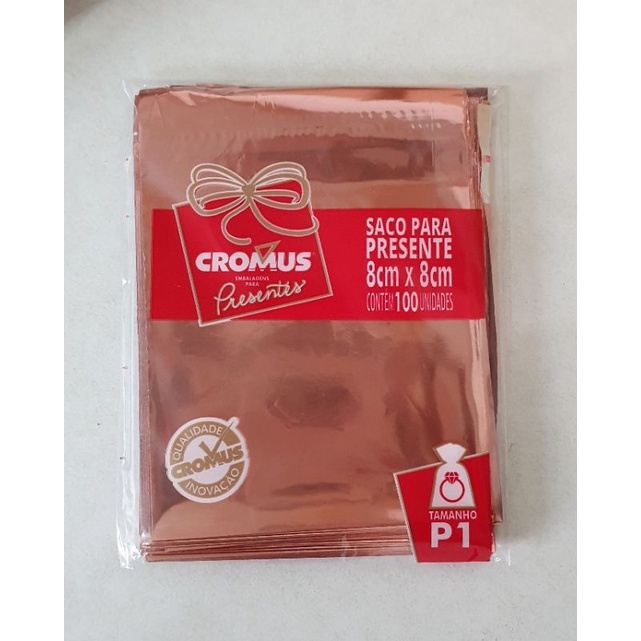 CROMUS
EMBALAGENS
PARA
Presentes
SACO PARA
PRESENTE
8cm x 8cm
CONTÉM 100 UNIDADES
QUALIDADE
CROMUS
INOVAÇÃO
TAMANHO
P1